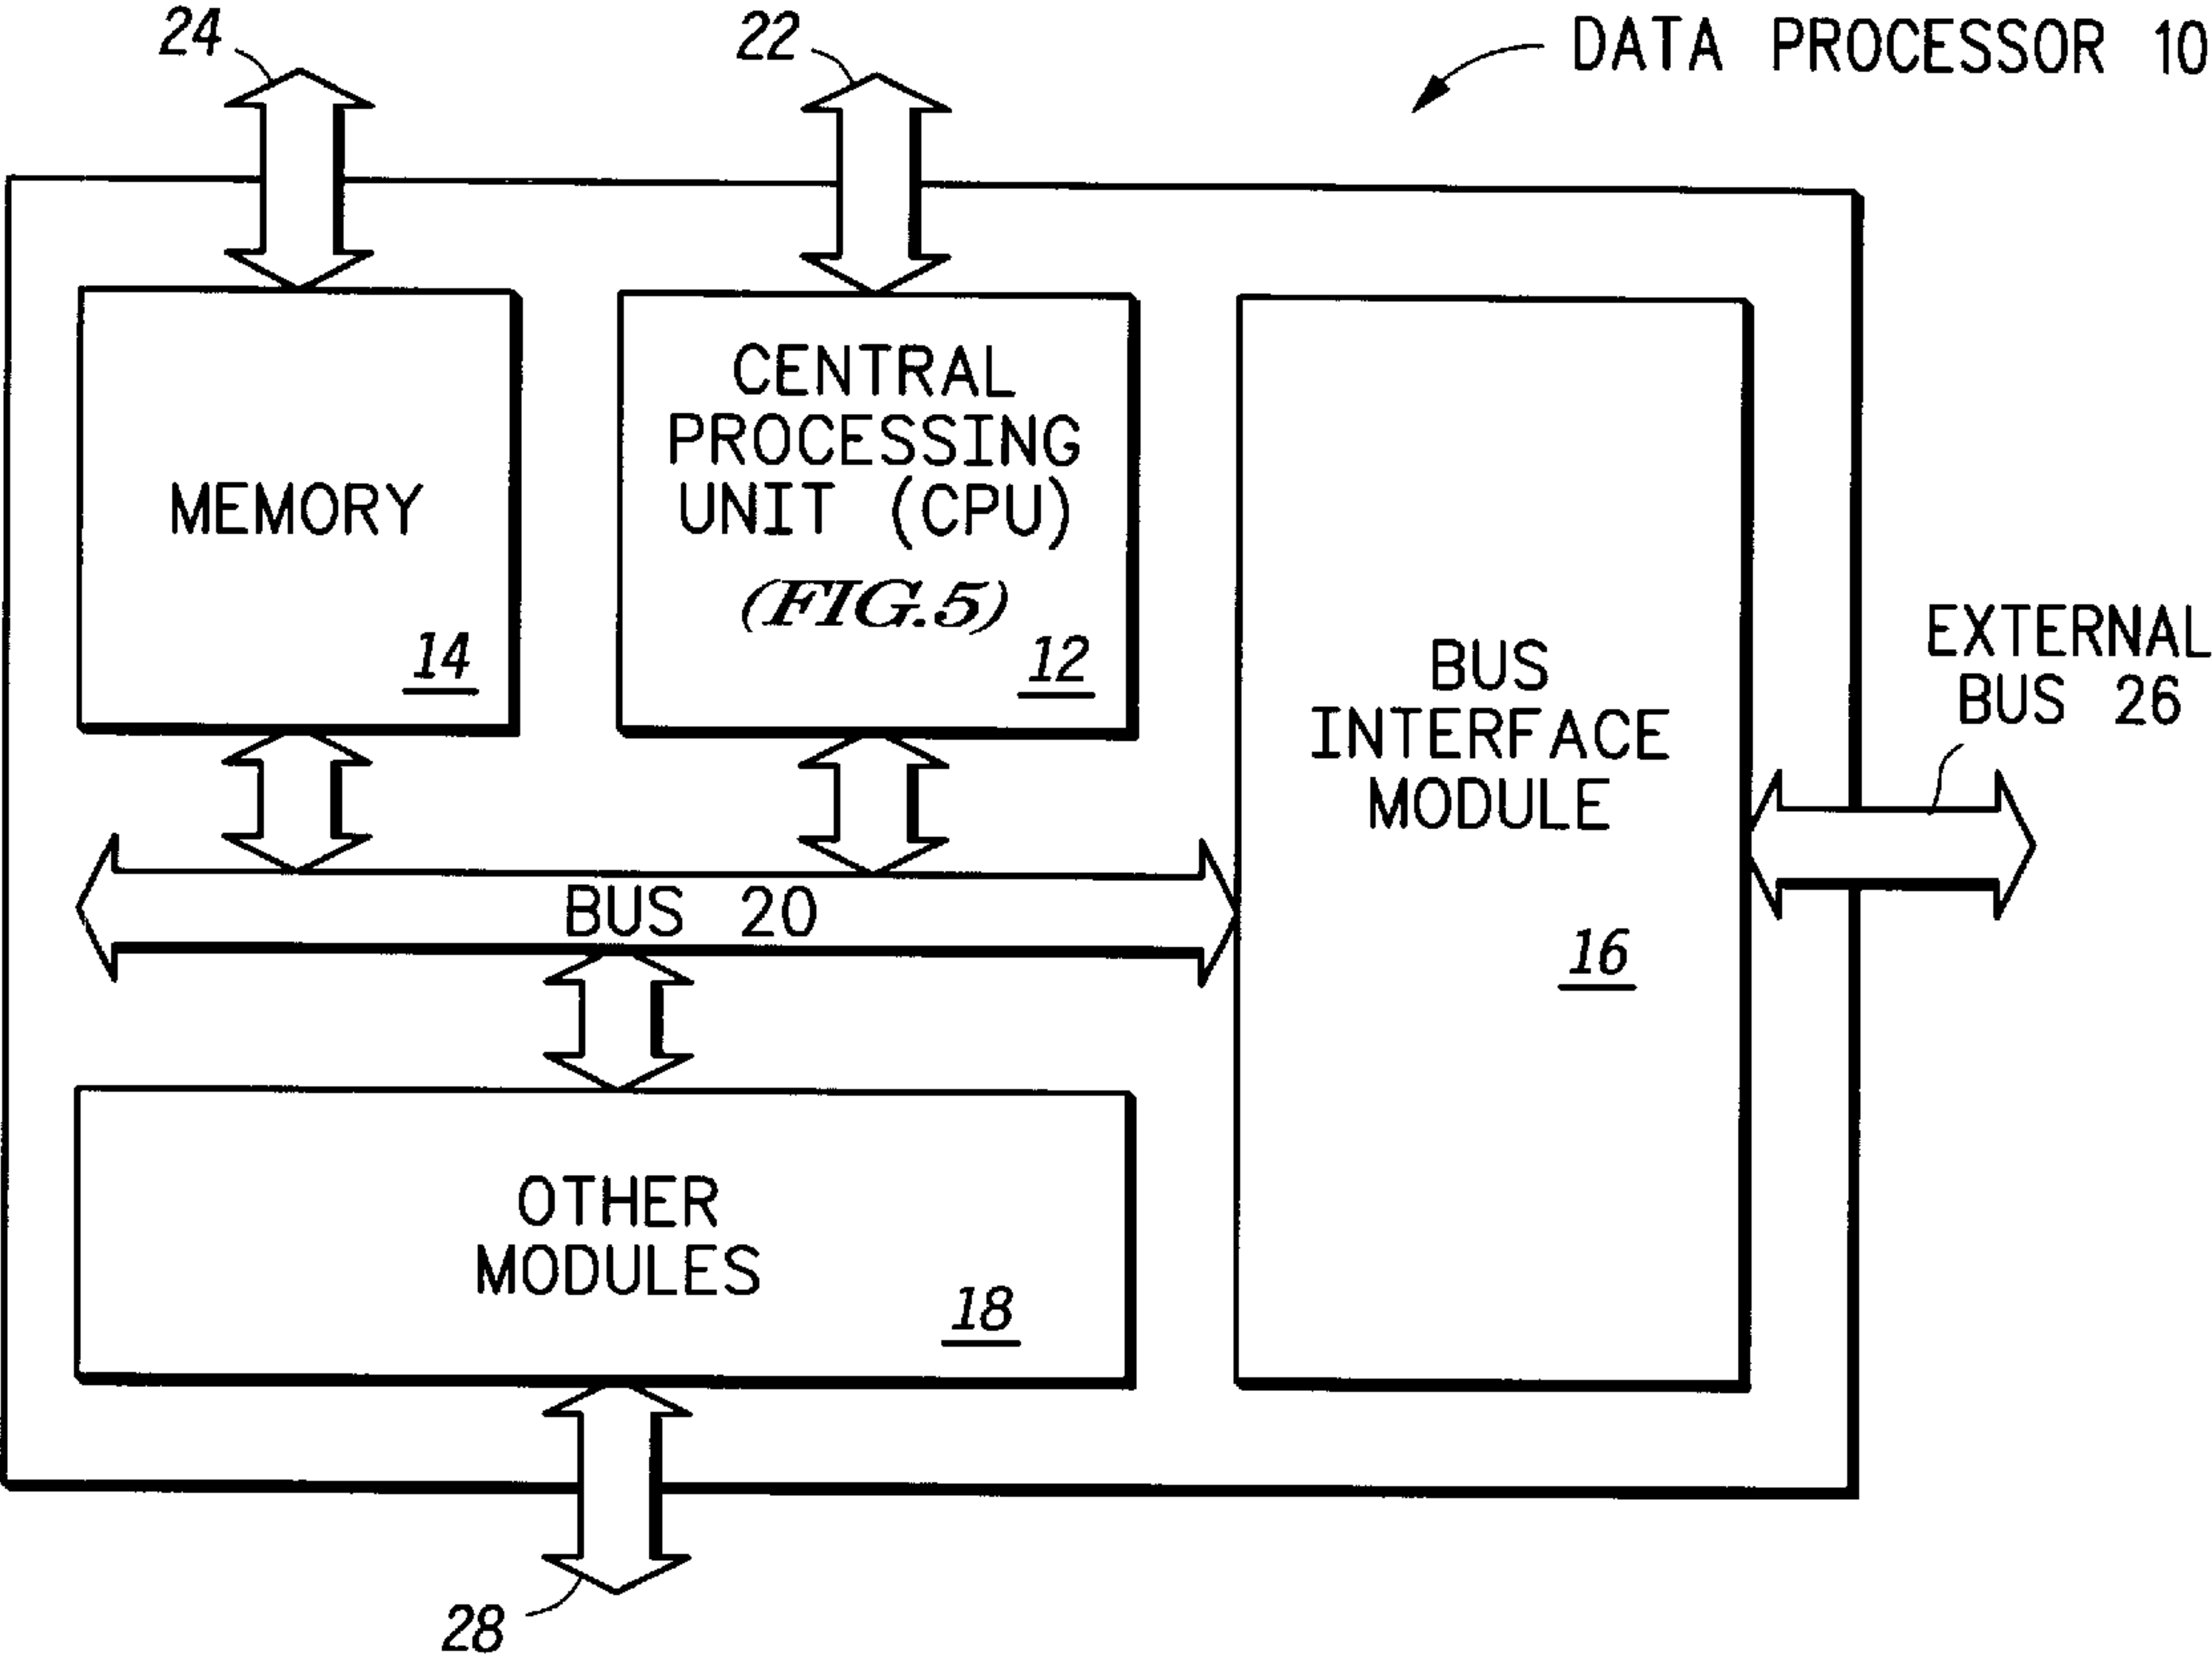 24
22
DATA PROCESSOR 10
MEMORY
14
CENTRAL
PROCESSING
UNIT (CPU)
(FIG.5)
12
BUS
INTERFACE
MODULE
16
EXTERNAL
BUS 26
BUS 20
OTHER
MODULES
18
28